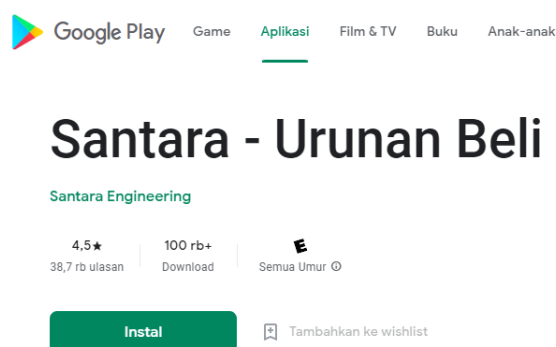 Google Play Game Aplikasi Film & TV Buku Anak-anak
Santara - Urunan Beli
Santara Engineering
4,5★ 100 rb+ E
38,7 rb ulasan Download Semua Umur
Instal Tambahkan ke wishlist